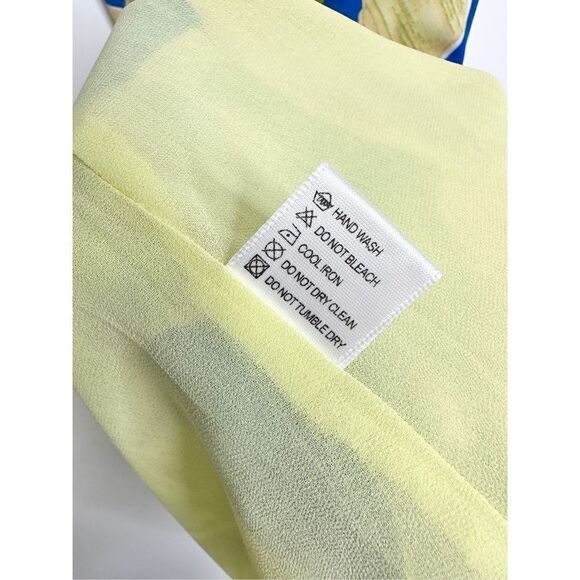 HAND WASH
DO NOT BLEACH
COOL IRON
DO NOT DRY CLEAN
DO NOT TUMBLE DRY